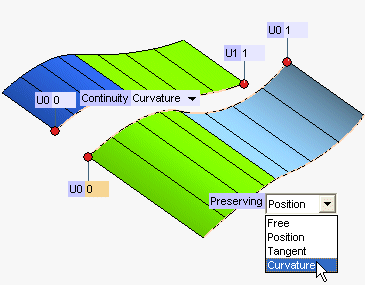 U0 1
U1 1
U0 0
Continuity Curvature
U0 0
Preserving Position
Free
Position
Tangent
Curvature